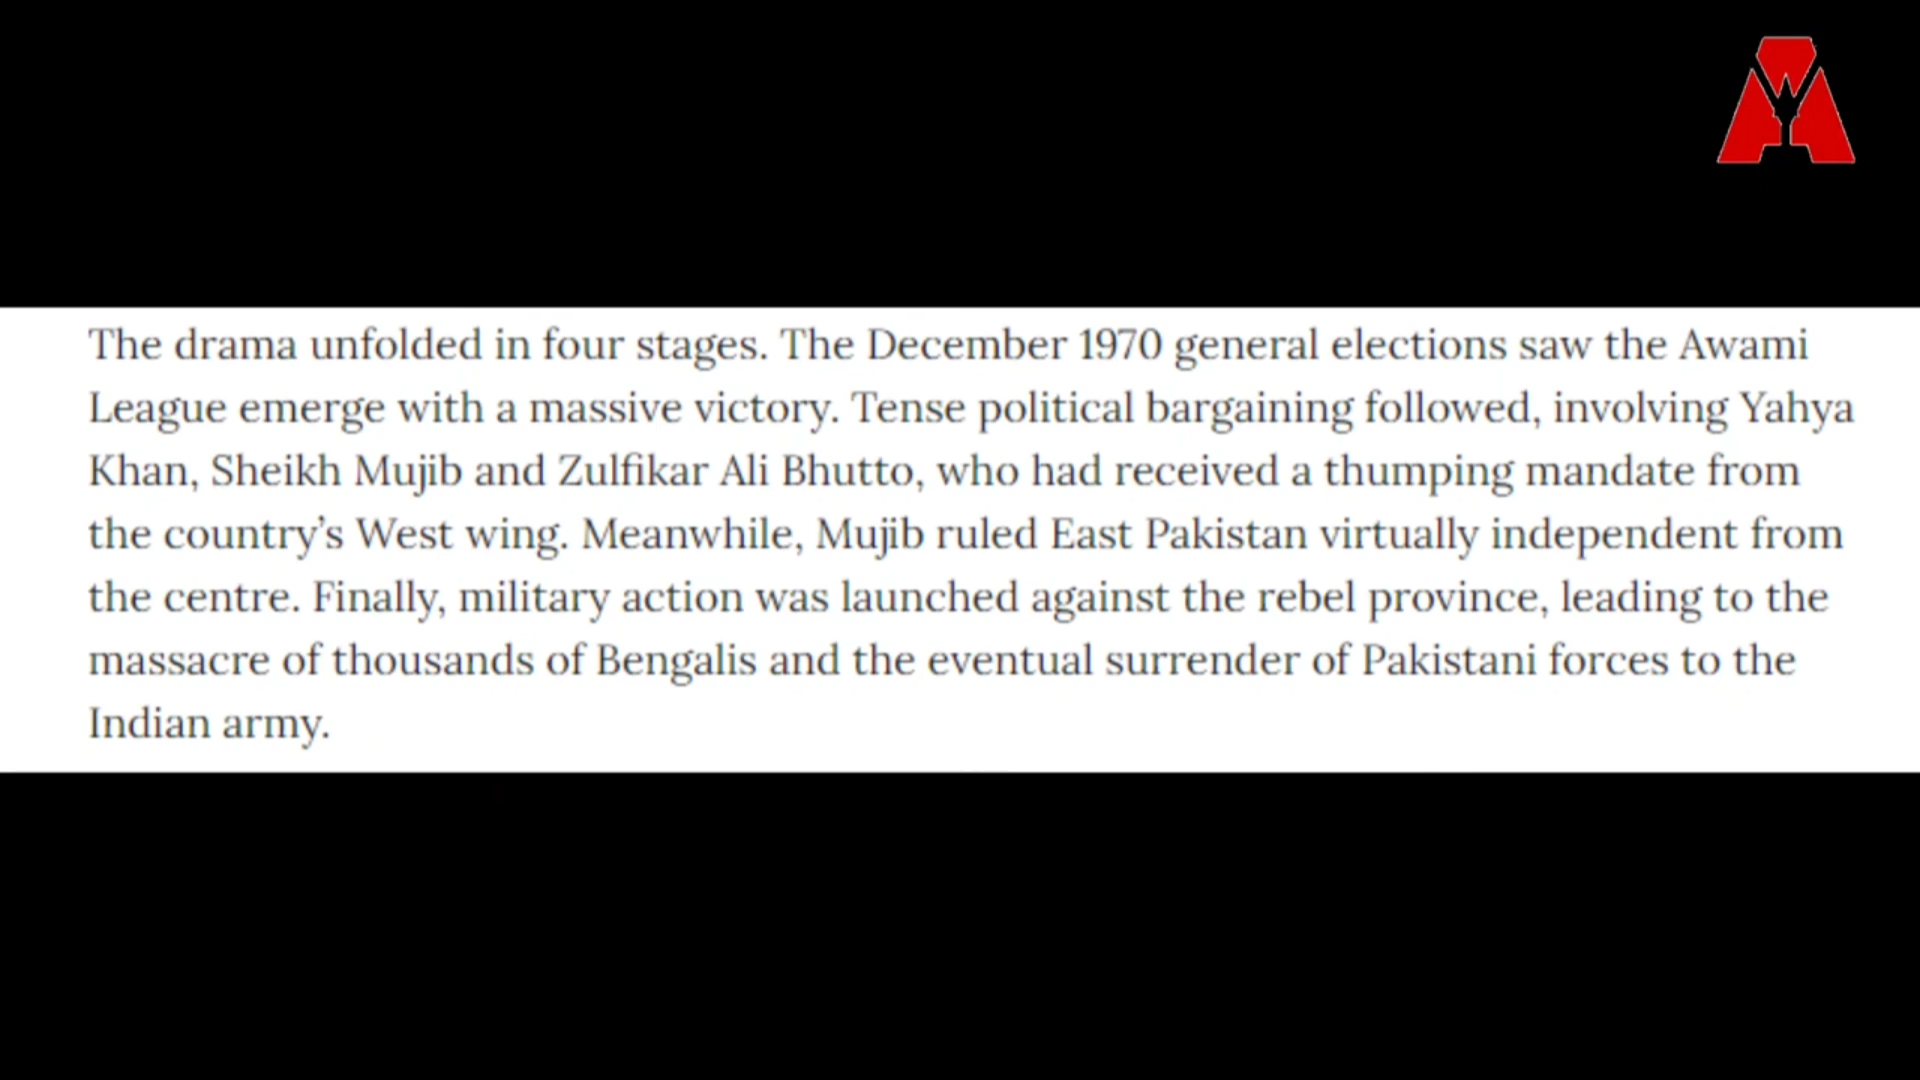 The drama unfolded in four stages. The December 1970 general elections saw the Awami
League emerge with a massive victory. Tense political bargaining followed, involving Yahya
Khan, Sheikh Mujib and Zulfikar Ali Bhutto, who had received a thumping mandate from
the country’s West wing. Meanwhile, Mujib ruled East Pakistan virtually independent from
the centre. Finally, military action was launched against the rebel province, leading to the
massacre of thousands of Bengalis and the eventual surrender of Pakistani forces to the
Indian army.